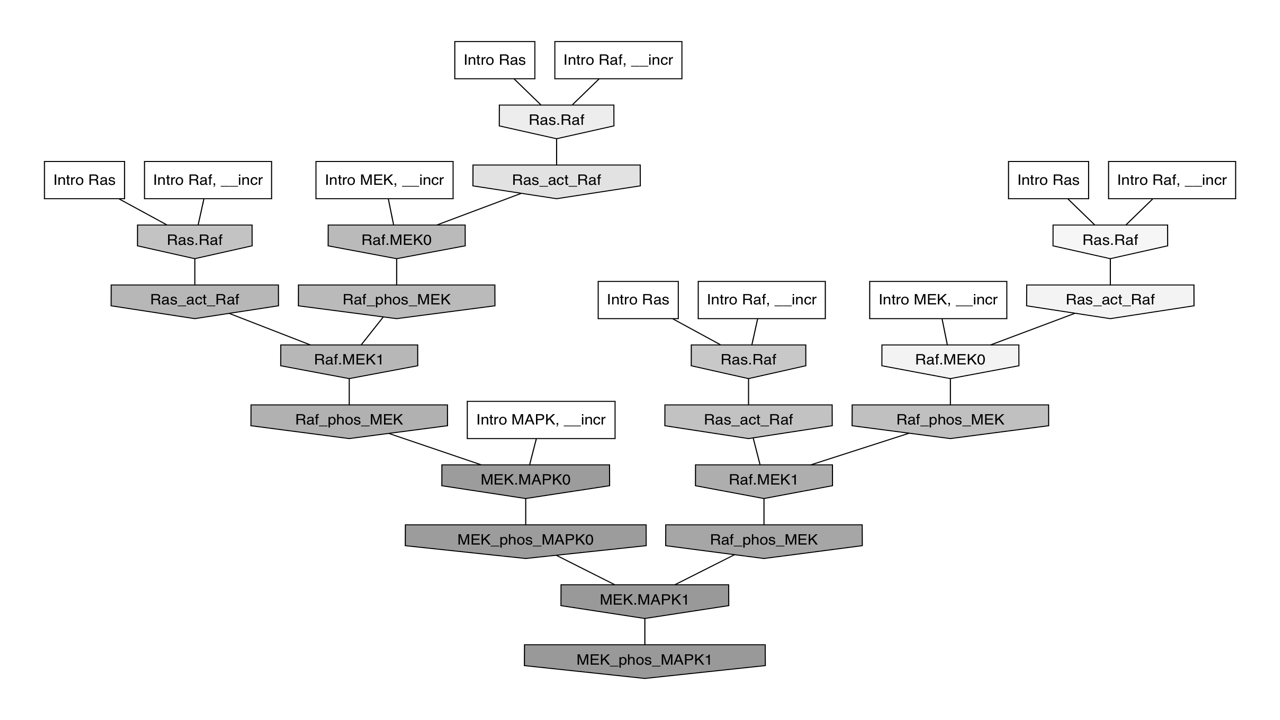 Intro Ras
Intro Raf, __incr
Ras.Raf
Intro Ras
Intro Raf, __incr
Intro MEK, __incr
Ras_act_Raf
Intro Ras
Intro Raf, __incr
Ras.Raf
Raf.MEK0
Ras.Raf
Ras_act_Raf
Raf_phos_MEK
Intro Ras
Intro Raf, __incr
Intro MEK, __incr
Ras_act_Raf
Raf.MEK1
Ras.Raf
Raf.MEK0
Raf_phos_MEK
Intro MAPK, __incr
Ras_act_Raf
Raf_phos_MEK
MEK.MAPK0
Raf.MEK1
MEK_phos_MAPK0
Raf_phos_MEK
MEK.MAPK1
MEK_phos_MAPK1